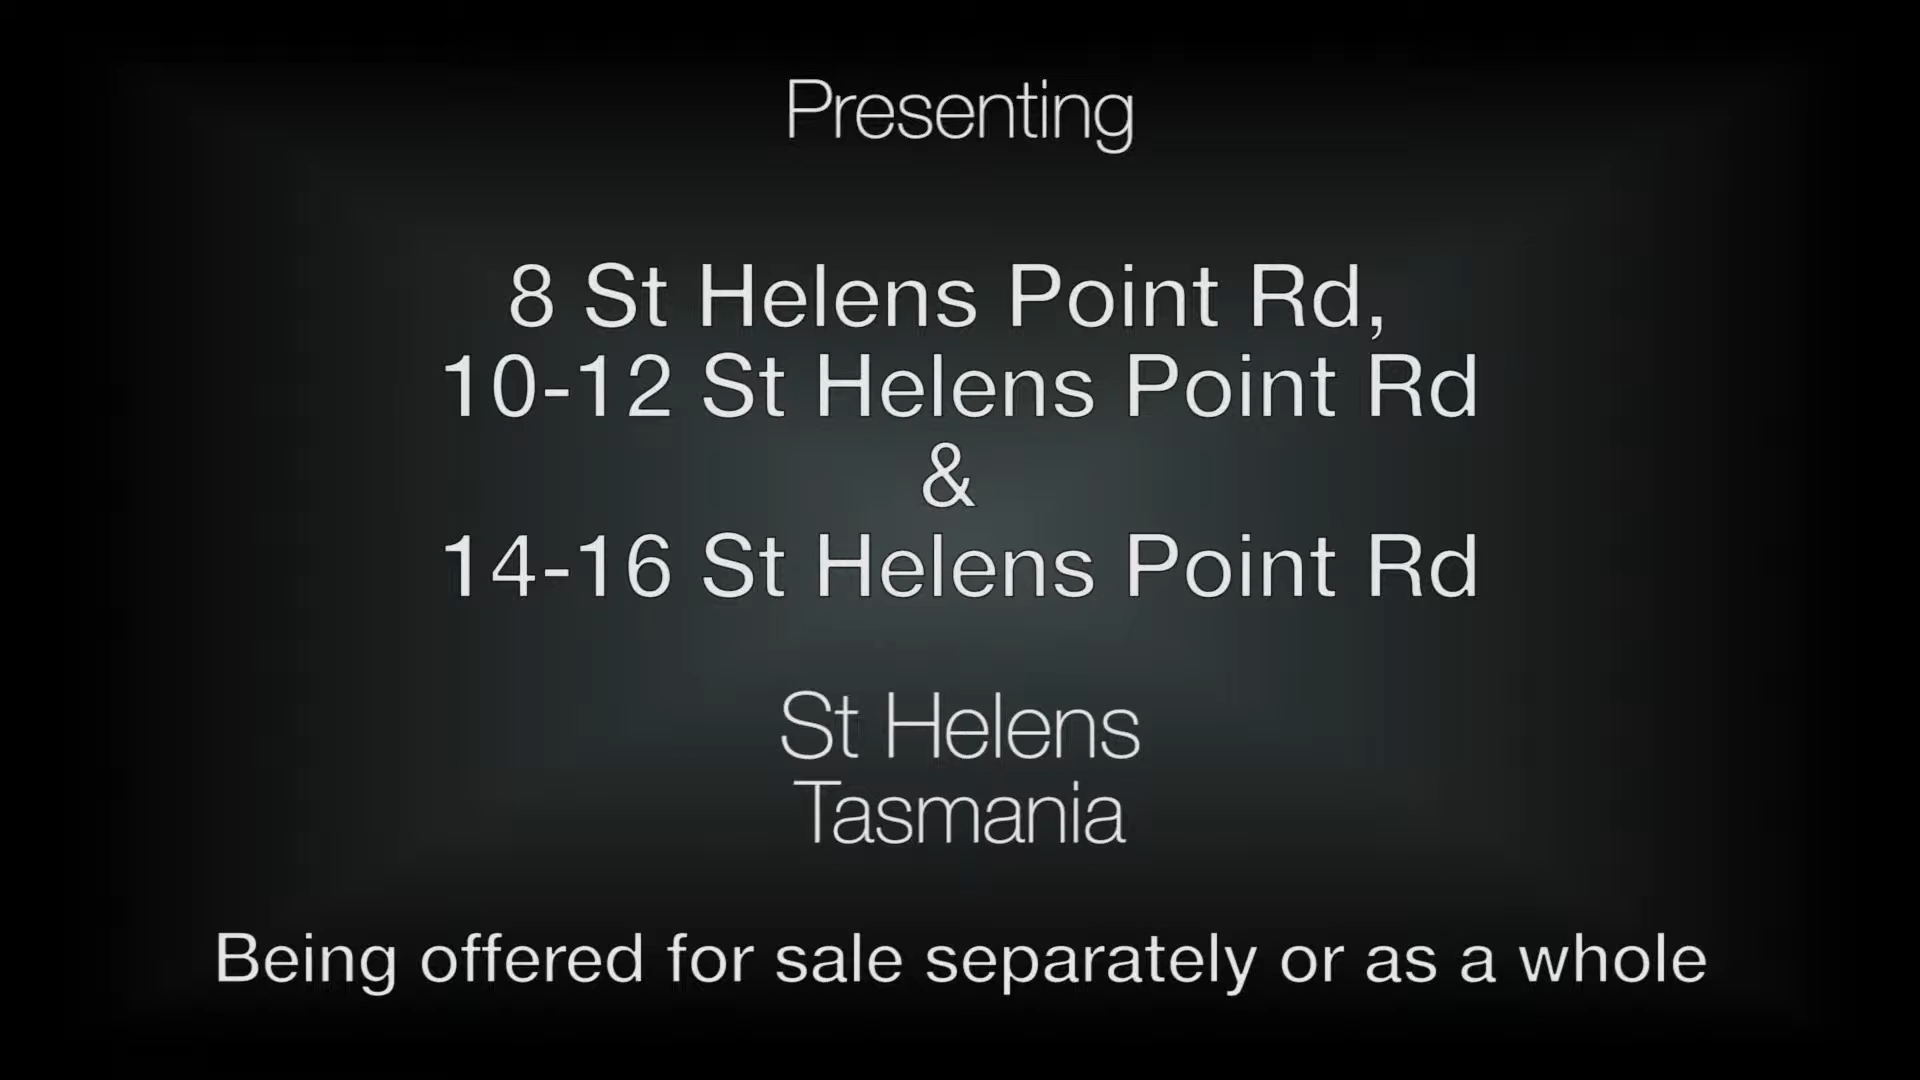 Presenting
8 St Helens Point Rd,
10-12 St Helens Point Rd
&
14-16 St Helens Point Rd
St Helens
Tasmania
Being offered for sale separately or as a whole